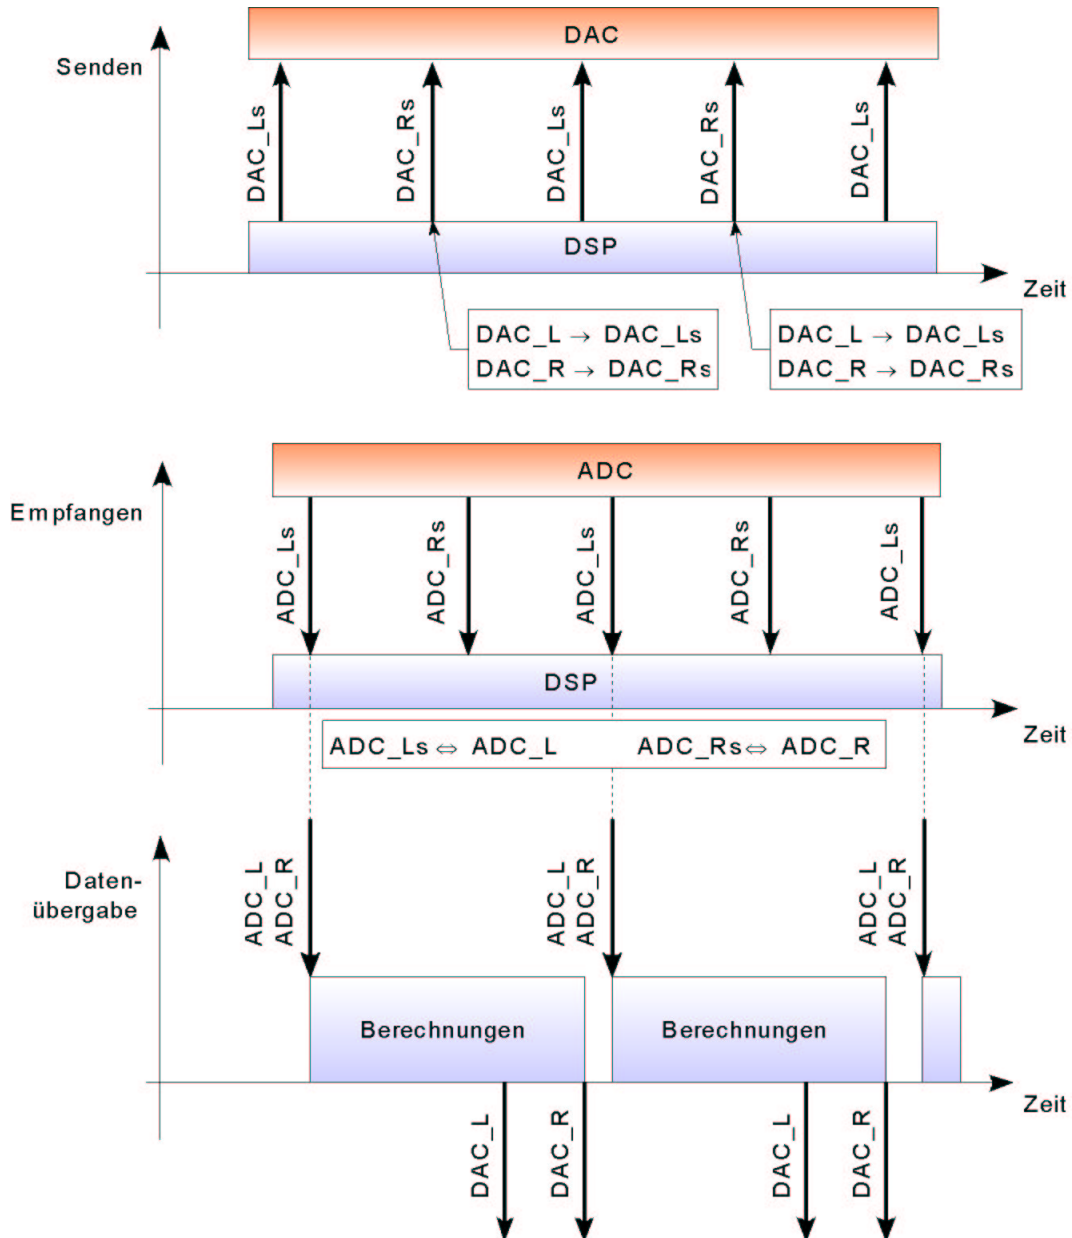 DAC
Senden
DAC_Ls
DAC_Rs
DAC_Ls
DAC_Rs
DAC_Ls
DSP
Zeit
DAC_L → DAC_Ls
DAC_R → DAC_Rs
DAC_L → DAC_Ls
DAC_R → DAC_Rs
ADC
Empfangen
ADC_Ls
ADC_Rs
ADC_Ls
ADC_Rs
ADC_Ls
DSP
Zeit
ADC_Ls ⇔ ADC_L ADC_Rs ⇔ ADC_R
Daten-
übergabe
ADC_L
ADC_R
ADC_L
ADC_R
ADC_L
ADC_R
Berechnungen
Berechnungen
Zeit
DAC_L
DAC_R
DAC_L
DAC_R